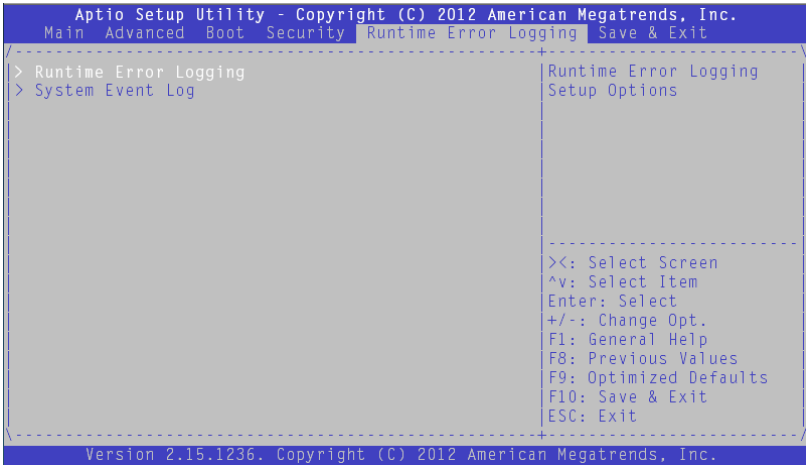 Aptio Setup Utility - Copyright (C) 2012 American Megatrends, Inc.
Main Advanced Boot Security Runtime Error Logging Save & Exit
> Runtime Error Logging
> System Event Log
Runtime Error Logging
Setup Options
><: Select Screen
^v: Select Item
Enter: Select
+/-: Change Opt.
F1: General Help
F8: Previous Values
F9: Optimized Defaults
F10: Save & Exit
ESC: Exit
Version 2.15.1236. Copyright (C) 2012 American Megatrends, Inc.